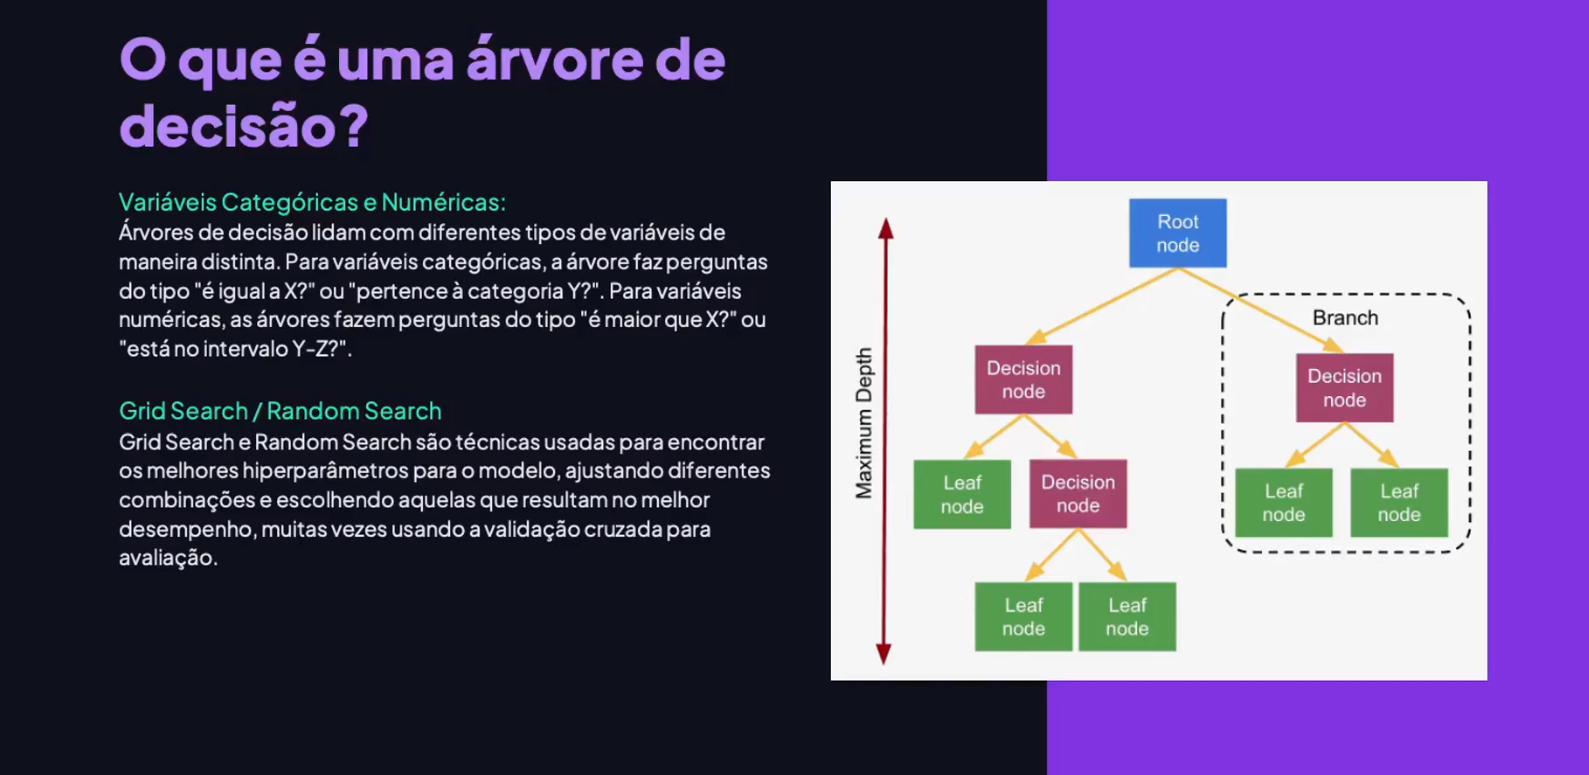 O que é uma árvore de
decisão?
Variáveis Categóricas e Numéricas:
Árvores de decisão lidam com diferentes tipos de variáveis de
maneira distinta. Para variáveis categóricas, a árvore faz perguntas
do tipo "é igual a X?" ou "pertence à categoria Y?". Para variáveis
numéricas, as árvores fazem perguntas do tipo "é maior que X?" ou
"está no intervalo Y-Z?".
Grid Search / Random Search
Grid Search e Random Search são técnicas usadas para encontrar
os melhores hiperparâmetros para o modelo, ajustando diferentes
combinações e escolhendo aquelas que resultam no melhor
desempenho, muitas vezes usando a validação cruzada para
avaliação.
Maximum Depth
Root
node
Branch
Decision
node
Decision
node
Leaf
node
Decision
node
Leaf
node
Leaf
node
Leaf
node
Leaf
node